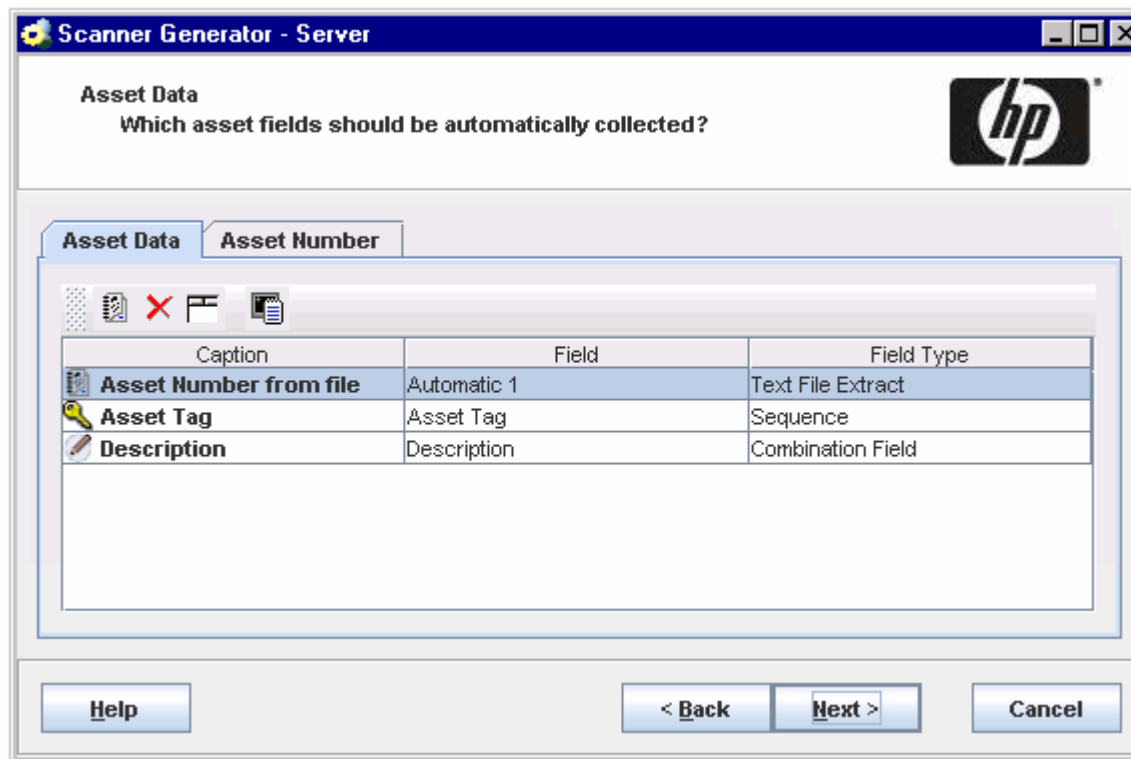 Scanner Generator - Server
Asset Data
Which asset fields should be automatically collected?
hp
Asset Data Asset Number
Caption Field Field Type
Asset Number from file Automatic 1 Text File Extract
Asset Tag Asset Tag Sequence
Description Description Combination Field
Help < Back Next > Cancel